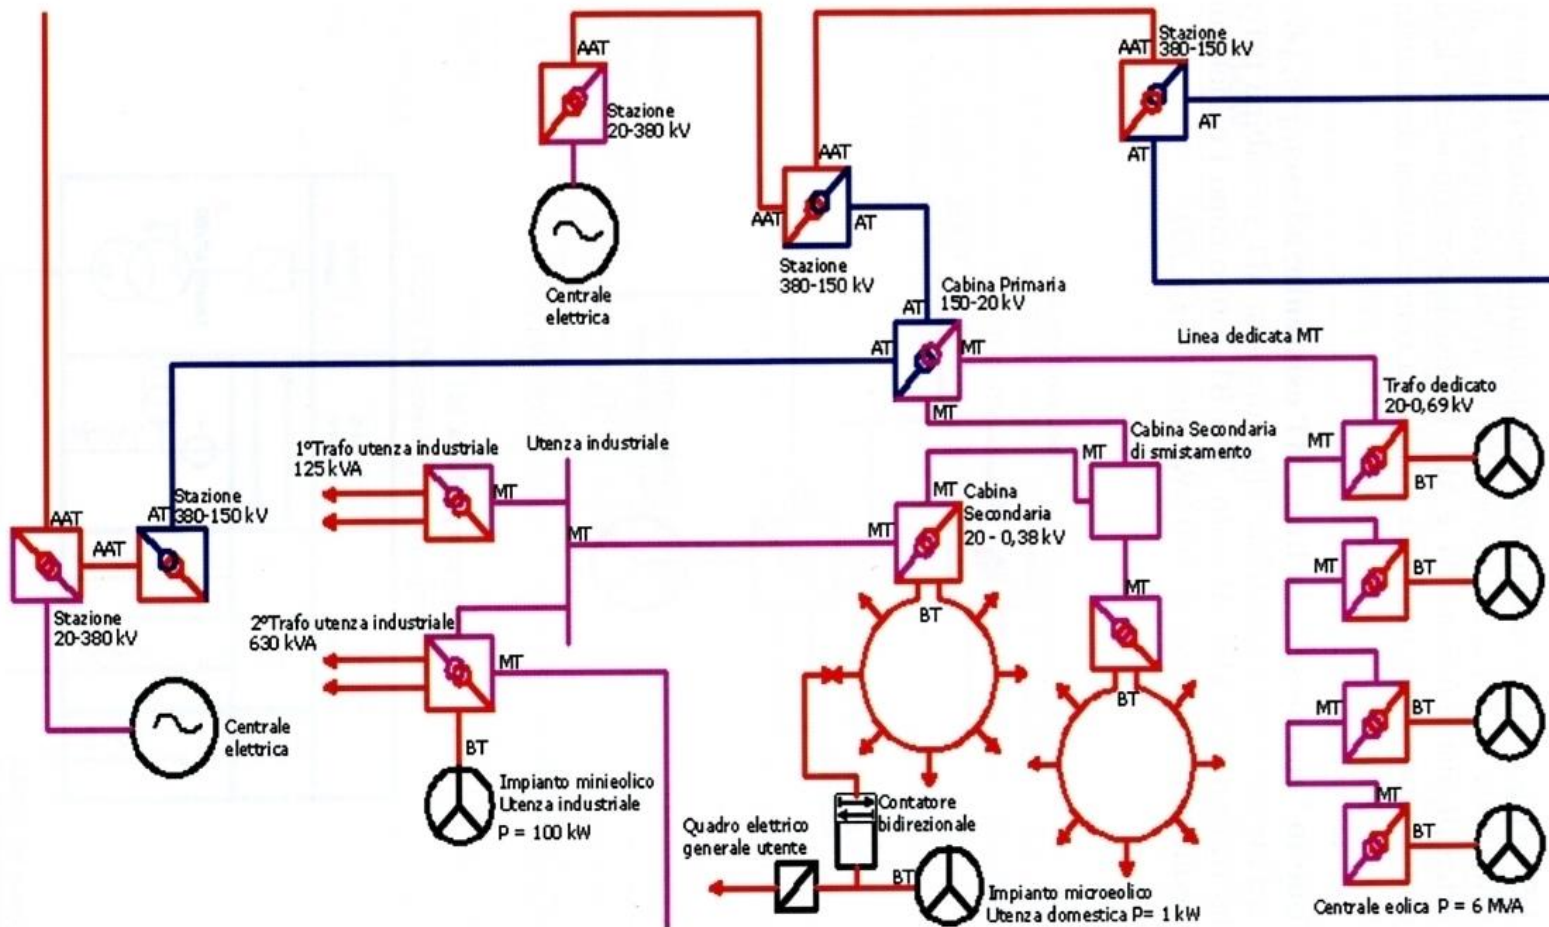 AAT
Stazione
20-380 kV
Centrale
elettrica
AAT
AAT
AT
Stazione
380-150 kV
AAT
Stazione
380-150 kV
AT
AT
AT
Cabina Primaria
150-20 kV
AT
MT
MT
Linea dedicata MT
Trafo dedicato
20-0,69 kV
MT
BT
MT
BT
MT
BT
MT
BT
Centrale eolica P = 6 MVA
Cabina Secondaria
di smistamento
MT
MT
Cabina
Secondaria
20 - 0,38 kV
MT
BT
MT
BT
Utenza industriale
1°Trafo utenza industriale
125 kVA
MT
MT
2°Trafo utenza industriale
630 kVA
MT
BT
Impianto minieolico
Utenza industriale
P = 100 kW
AAT
AAT
AT
Stazione
380-150 kV
Stazione
20-380 kV
Centrale
elettrica
Contatore
bidirezionale
Quadro elettrico
generale utente
BT
Impianto microeolico
Utenza domestica P= 1 kW